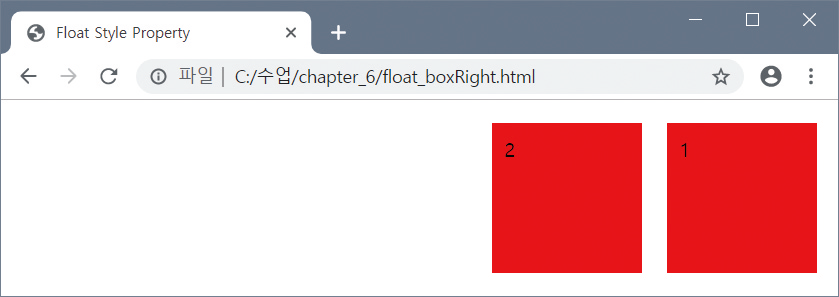 Float Style Property
파일 | C:/수업/chapter_6/float_boxRight.html
2 1